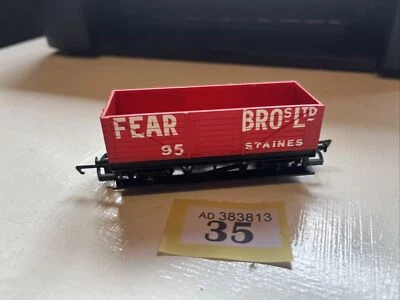 FEAR BROS LTD
95 STAINES
AD 383813
35